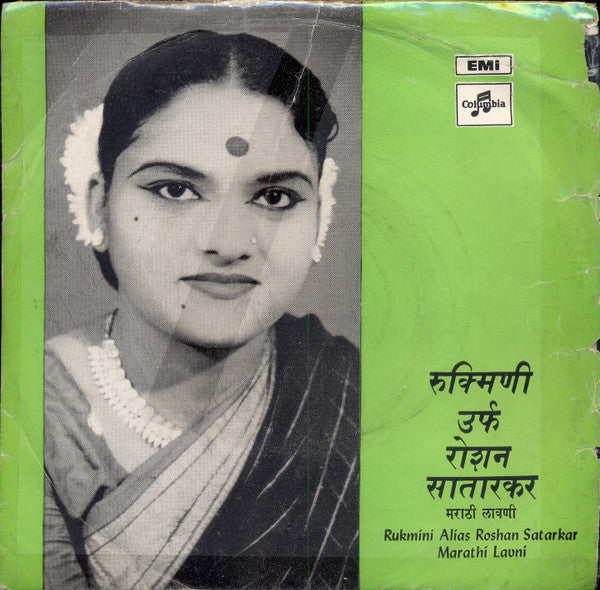 EMI
Columbia
रुक्मिणी
उर्फ
रोशन
सातारकर
मराठी लावणी
Rukmini Alias Roshan Satarkar
Marathi Lavni